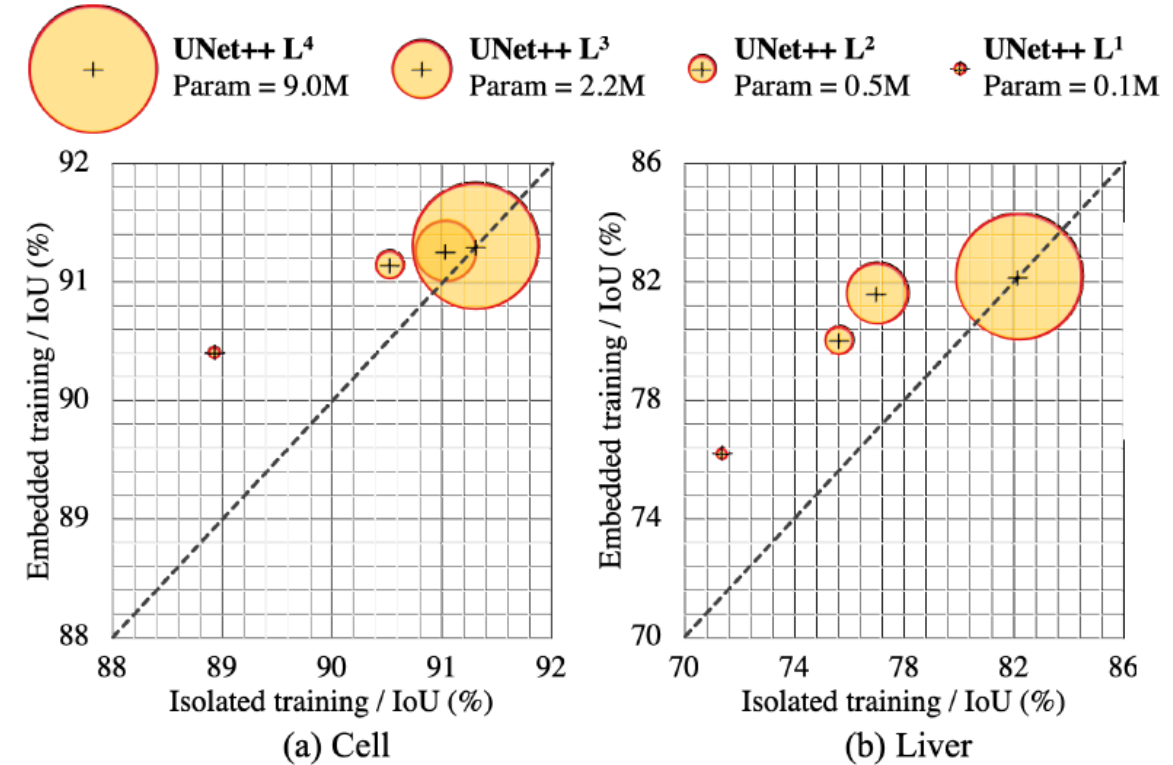 UNet++ L⁴
Param = 9.0M
UNet++ L³
Param = 2.2M
UNet++ L²
Param = 0.5M
UNet++ L¹
Param = 0.1M
Embedded training / IoU (%)
92
91
90
89
88
88 89 90 91 92
Isolated training / IoU (%)
(a) Cell
Embedded training / IoU (%)
86
82
78
74
70
70 74 78 82 86
Isolated training / IoU (%)
(b) Liver